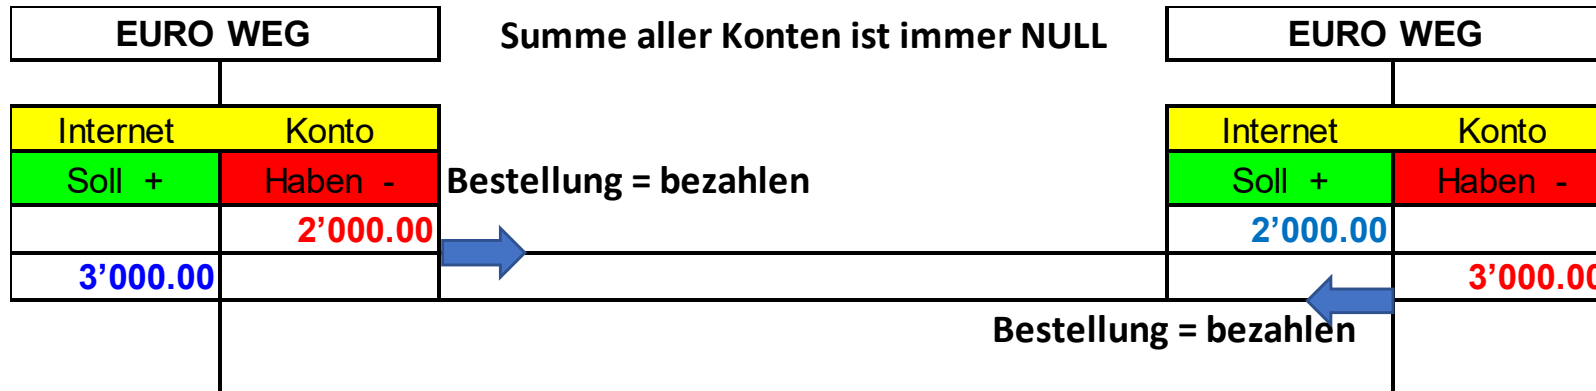 EURO WEG Summe aller Konten ist immer NULL EURO WEG
Internet Konto Internet Konto
Soll + Haben - Bestellung = bezahlen Soll + Haben -
2’000.00 2’000.00
3’000.00 3’000.00
Bestellung = bezahlen